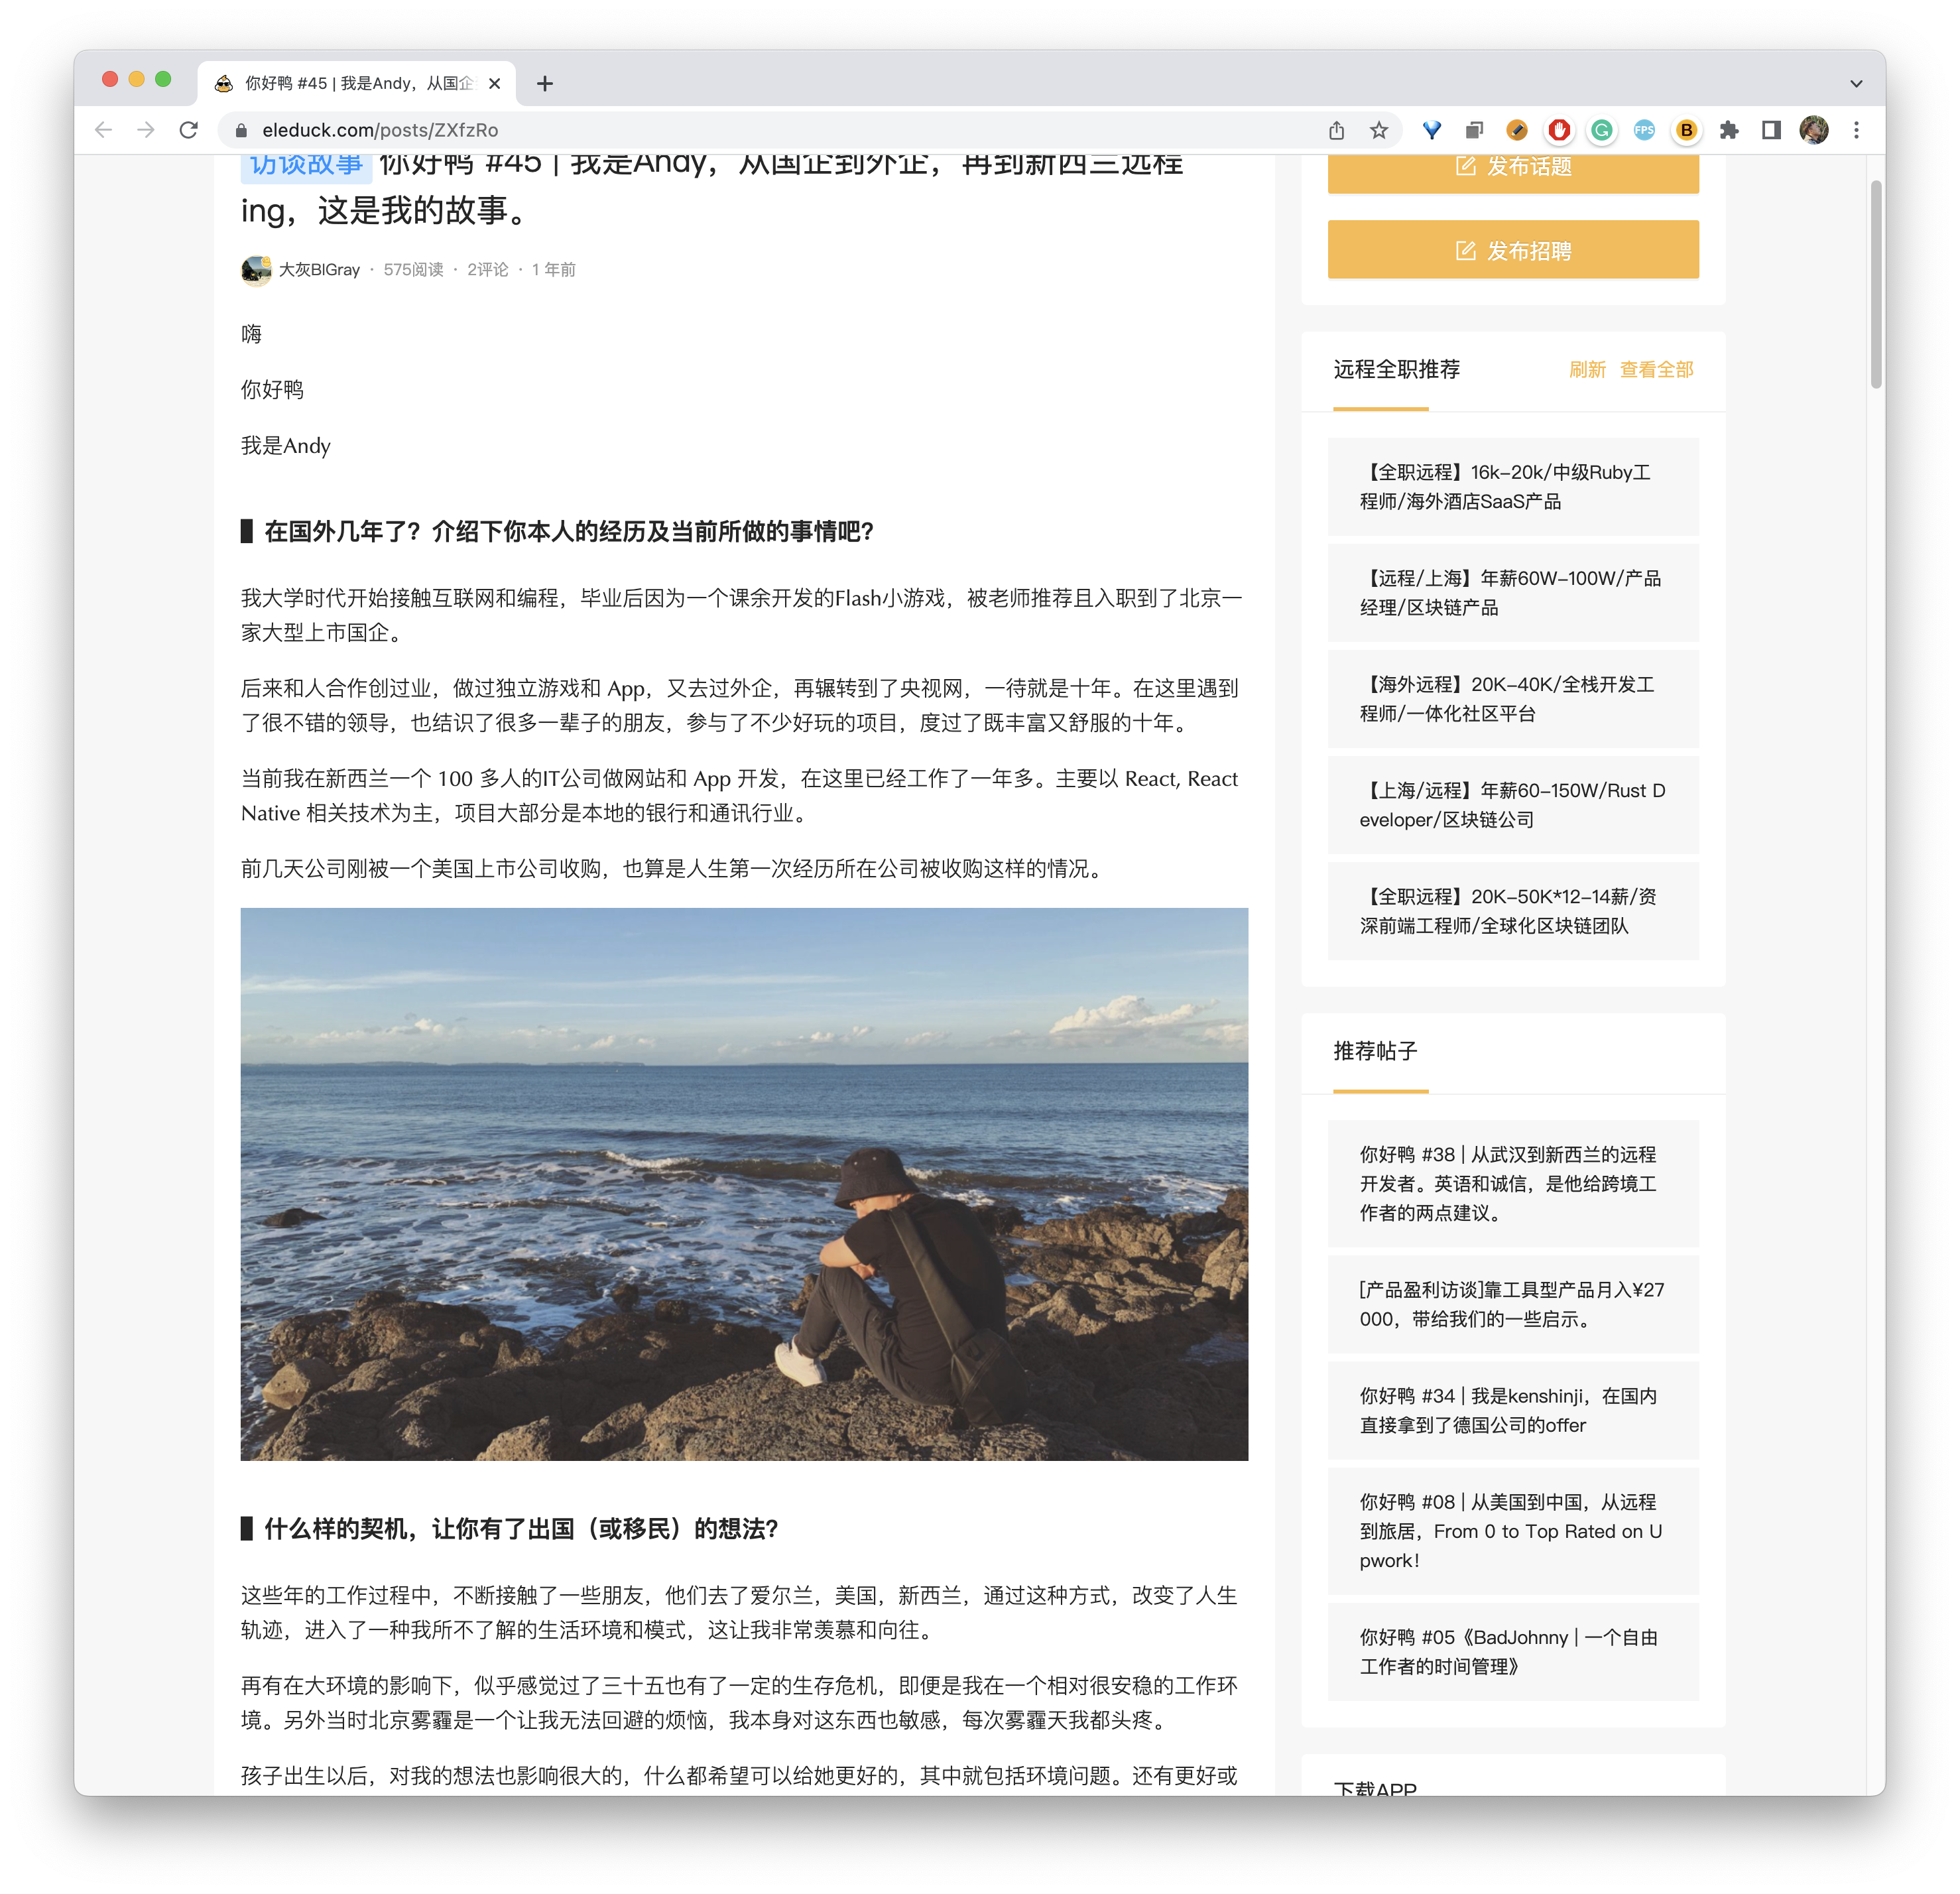 你好鸭 #45 | 我是Andy，从国企
eleduck.com/posts/ZXfzRo
FPS
B
访谈故事 你好鸭 #45 | 我是Andy，从国企到外企，再到新西兰远程
ing，这是我的故事。
大灰BIGray · 575阅读 · 2评论 · 1 年前
嗨
你好鸭
我是Andy
在国外几年了？介绍下你本人的经历及当前所做的事情吧？
我大学时代开始接触互联网和编程，毕业后因为一个课余开发的Flash小游戏，被老师推荐且入职到了北京一
家大型上市国企。
后来和人合作创过业，做过独立游戏和 App，又去过外企，再辗转到了央视网，一待就是十年。在这里遇到
了很不错的领导，也结识了很多一辈子的朋友，参与了不少好玩的项目，度过了既丰富又舒服的十年。
当前我在新西兰一个 100 多人的IT公司做网站和 App 开发，在这里已经工作了一年多。主要以 React, React
Native 相关技术为主，项目大部分是本地的银行和通讯行业。
前几天公司刚被一个美国上市公司收购，也算是人生第一次经历所在公司被收购这样的情况。
什么样的契机，让你有了出国（或移民）的想法？
这些年的工作过程中，不断接触了一些朋友，他们去了爱尔兰，美国，新西兰，通过这种方式，改变了人生
轨迹，进入了一种我所不了解的生活环境和模式，这让我非常羡慕和向往。
再有在大环境的影响下，似乎感觉过了三十五也有了一定的生存危机，即便是我在一个相对很安稳的工作环
境。另外当时北京雾霾是一个让我无法回避的烦恼，我本身对这东西也敏感，每次雾霾天我都头疼。
孩子出生以后，对我的想法也影响很大的，什么都希望可以给她更好的，其中就包括环境问题。还有更好或
发布话题
发布招聘
远程全职推荐 刷新 查看全部
【全职远程】16k-20k/中级Ruby工
程师/海外酒店SaaS产品
【远程/上海】年薪60W-100W/产品
经理/区块链产品
【海外远程】20K-40K/全栈开发工
程师/一体化社区平台
【上海/远程】年薪60-150W/Rust D
eveloper/区块链公司
【全职远程】20K-50K*12-14薪/资
深前端工程师/全球化区块链团队
推荐帖子
你好鸭 #38 | 从武汉到新西兰的远程
开发者。英语和诚信，是他给跨境工
作者的两点建议。
[产品盈利访谈]靠工具型产品月入¥27
000，带给我们的一些启示。
你好鸭 #34 | 我是kenshinji，在国内
直接拿到了德国公司的offer
你好鸭 #08 | 从美国到中国，从远程
到旅居，From 0 to Top Rated on U
pwork！
你好鸭 #05《BadJohnny | 一个自由
工作者的时间管理》
下载APP